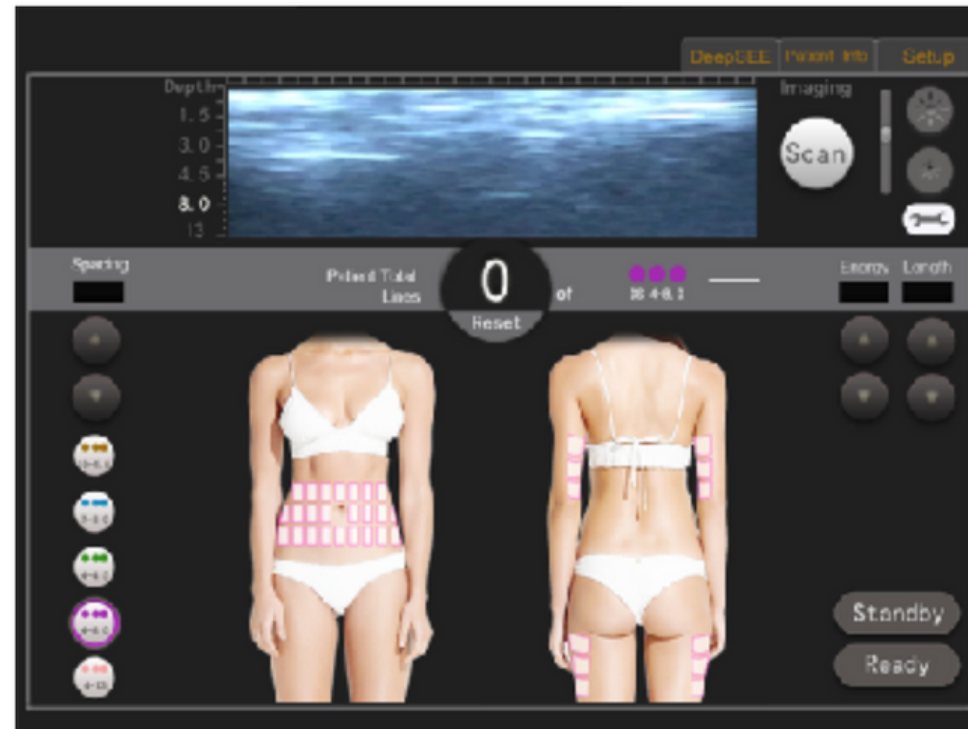 DeepSEE Patient Info Setup
Depth
1.5
3.0
4.5
8.0
13
Imaging
Scan
Spacing
Patient Total
Lines
0
of
Reset
Energy Length
Standby
Ready